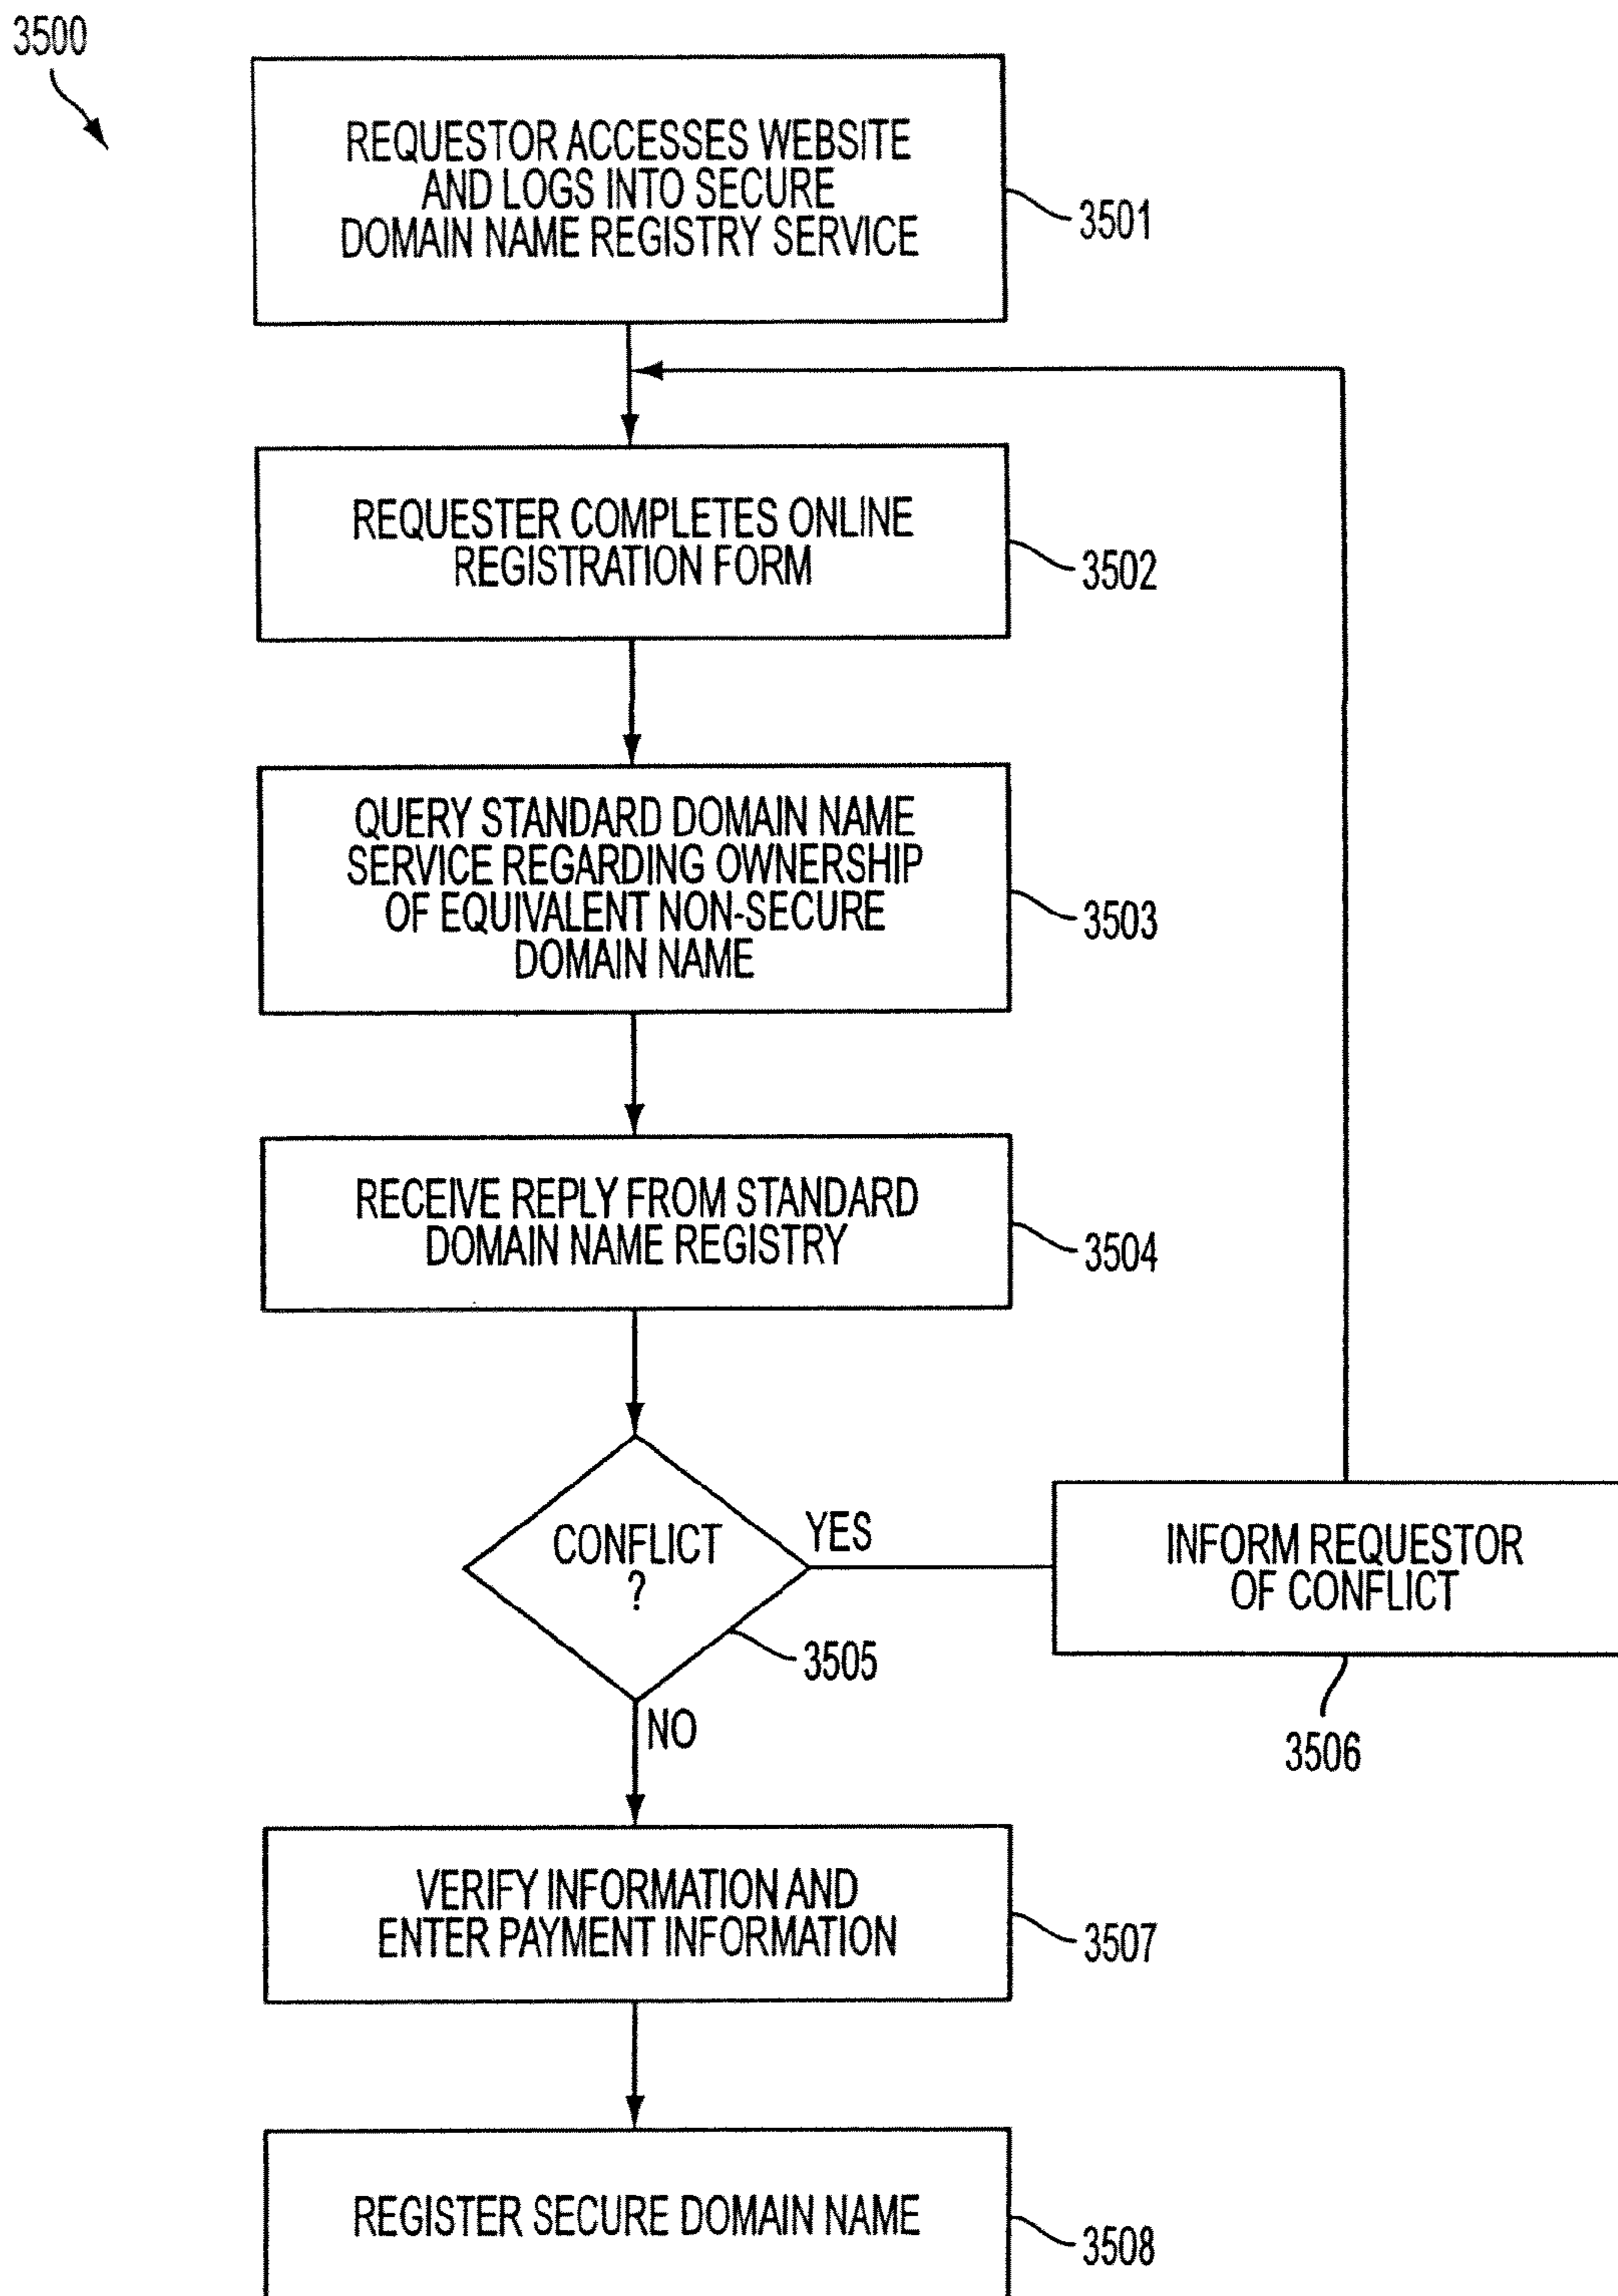 3500
REQUESTOR ACCESSES WEBSITE
AND LOGS INTO SECURE
DOMAIN NAME REGISTRY SERVICE
3501
REQUESTER COMPLETES ONLINE
REGISTRATION FORM
3502
QUERY STANDARD DOMAIN NAME
SERVICE REGARDING OWNERSHIP
OF EQUIVALENT NON-SECURE
DOMAIN NAME
3503
RECEIVE REPLY FROM STANDARD
DOMAIN NAME REGISTRY
3504
CONFLICT
?
YES
3505
INFORM REQUESTOR
OF CONFLICT
3506
NO
VERIFY INFORMATION AND
ENTER PAYMENT INFORMATION
3507
REGISTER SECURE DOMAIN NAME
3508